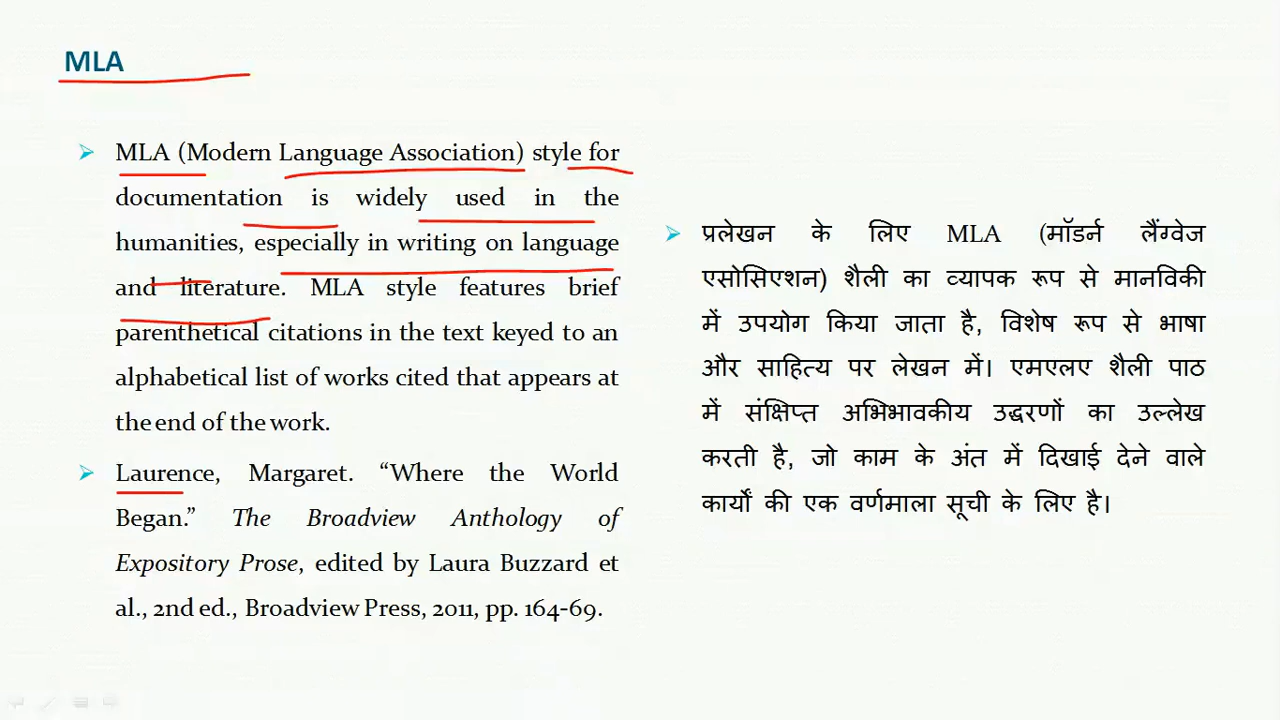 MLA
MLA (Modern Language Association) style for
documentation is widely used in the
humanities, especially in writing on language
and literature. MLA style features brief
parenthetical citations in the text keyed to an
alphabetical list of works cited that appears at
the end of the work.
Laurence, Margaret. “Where the World
Began.” The Broadview Anthology of
Expository Prose, edited by Laura Buzzard et
al., 2nd ed., Broadview Press, 2011, pp. 164-69.
प्रलेखन के लिए MLA (मॉडर्न लैंग्वेज
एसोसिएशन) शैली का व्यापक रूप से मानविकी
में उपयोग किया जाता है, विशेष रूप से भाषा
और साहित्य पर लेखन में। एमएलए शैली पाठ
में संक्षिप्त अभिभावकीय उद्धरणों का उल्लेख
करती है, जो काम के अंत में दिखाई देने वाले
कार्यों की एक वर्णमाला सूची के लिए है।